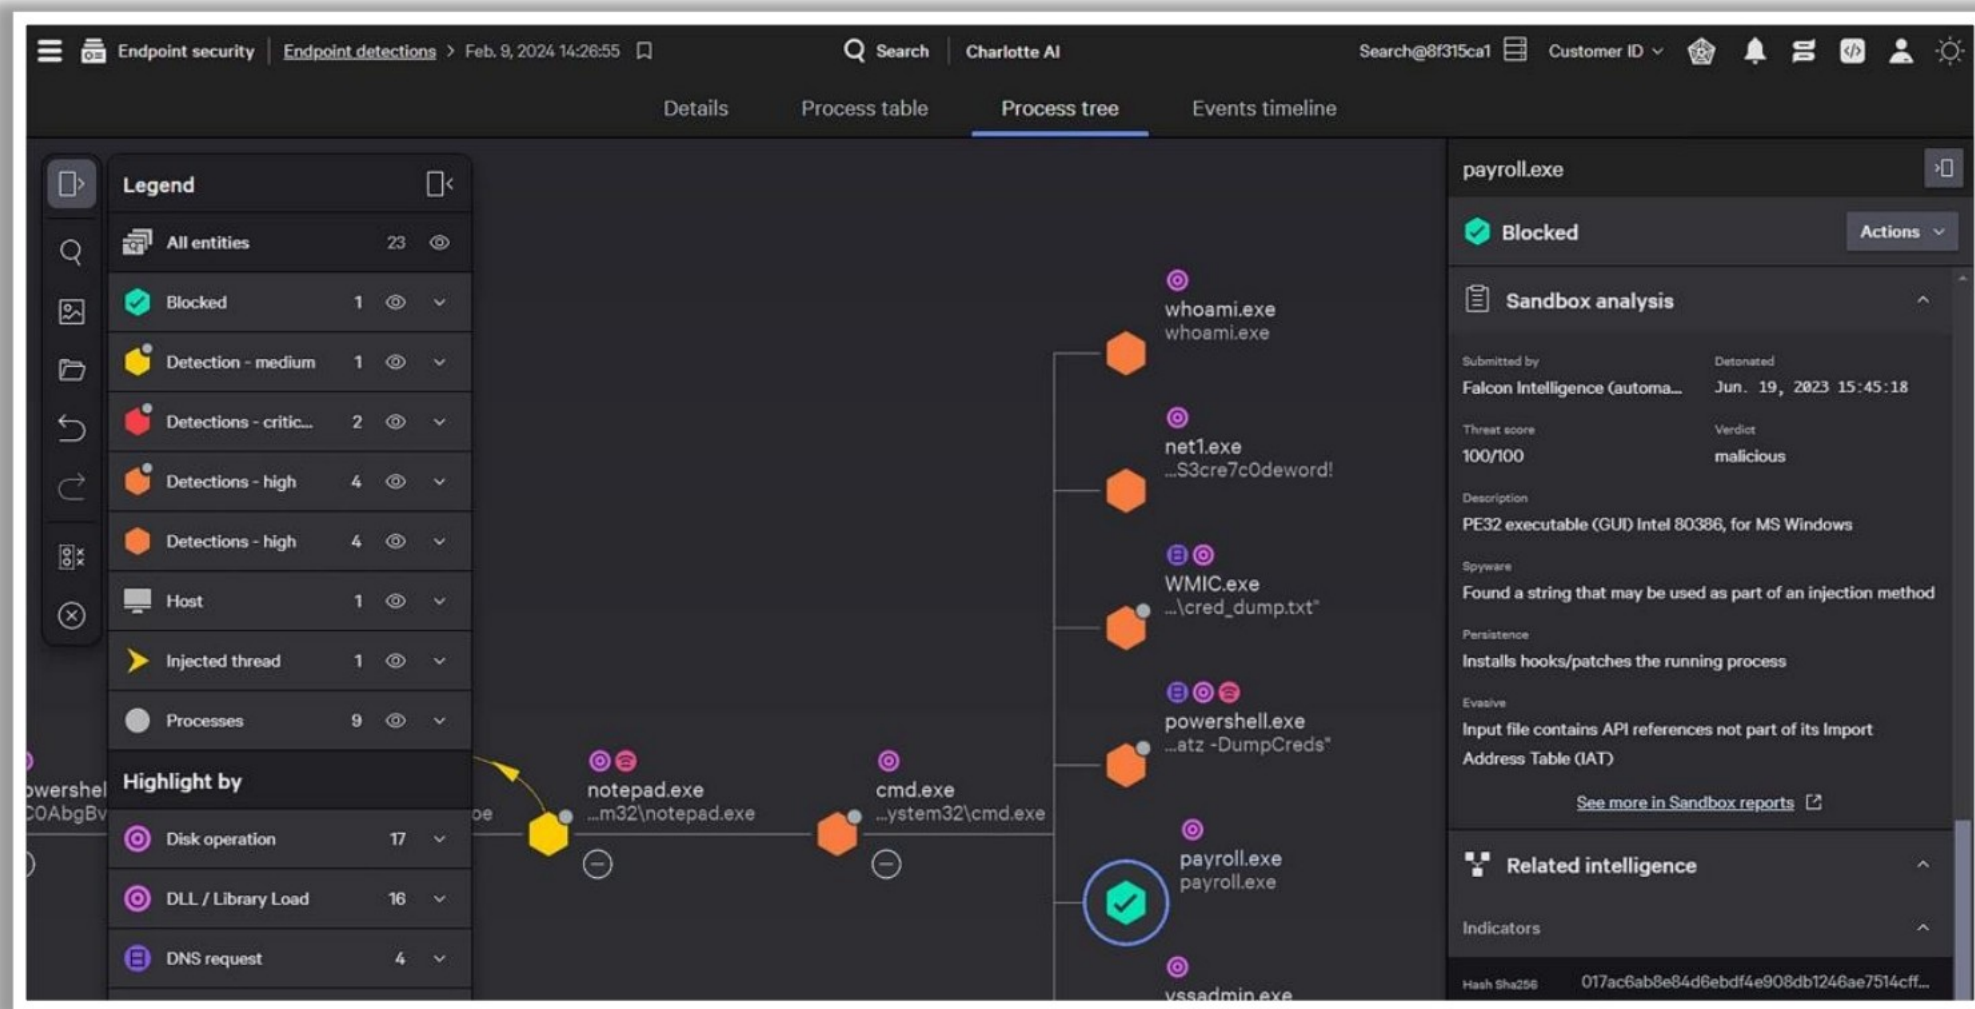 Endpoint security
Endpoint detections > Feb. 9, 2024 14:26:55
Search
Charlotte AI
Search@8f315ca1
Customer ID
Details
Process table
Process tree
Events timeline
Legend
All entities 23
Blocked 1
Detection - medium 1
Detections - critic... 2
Detections - high 4
Detections - high 4
Host 1
Injected thread 1
Processes 9
Highlight by
Disk operation 17
DLL / Library Load 16
DNS request 4
notepad.exe
...m32\notepad.exe
cmd.exe
...ystem32\cmd.exe
whoami.exe
whoami.exe
net1.exe
...S3cre7c0deword!
WMIC.exe
...\cred_dump.txt"
powershell.exe
...atz -DumpCreds"
payroll.exe
payroll.exe
vssadmin.exe
payroll.exe
Blocked
Actions
Sandbox analysis
Submitted by
Detonated
Falcon Intelligence (automa...
Jun. 19, 2023 15:45:18
Threat score
Verdict
100/100
malicious
Description
PE32 executable (GUI) Intel 80386, for MS Windows
Spyware
Found a string that may be used as part of an injection method
Persistence
Installs hooks/patches the running process
Evasive
Input file contains API references not part of its Import
Address Table (IAT)
See more in Sandbox reports
Related intelligence
Indicators
Hash Sha256 017ac6ab8e84d6ebdf4e908db1246ae7514cff...